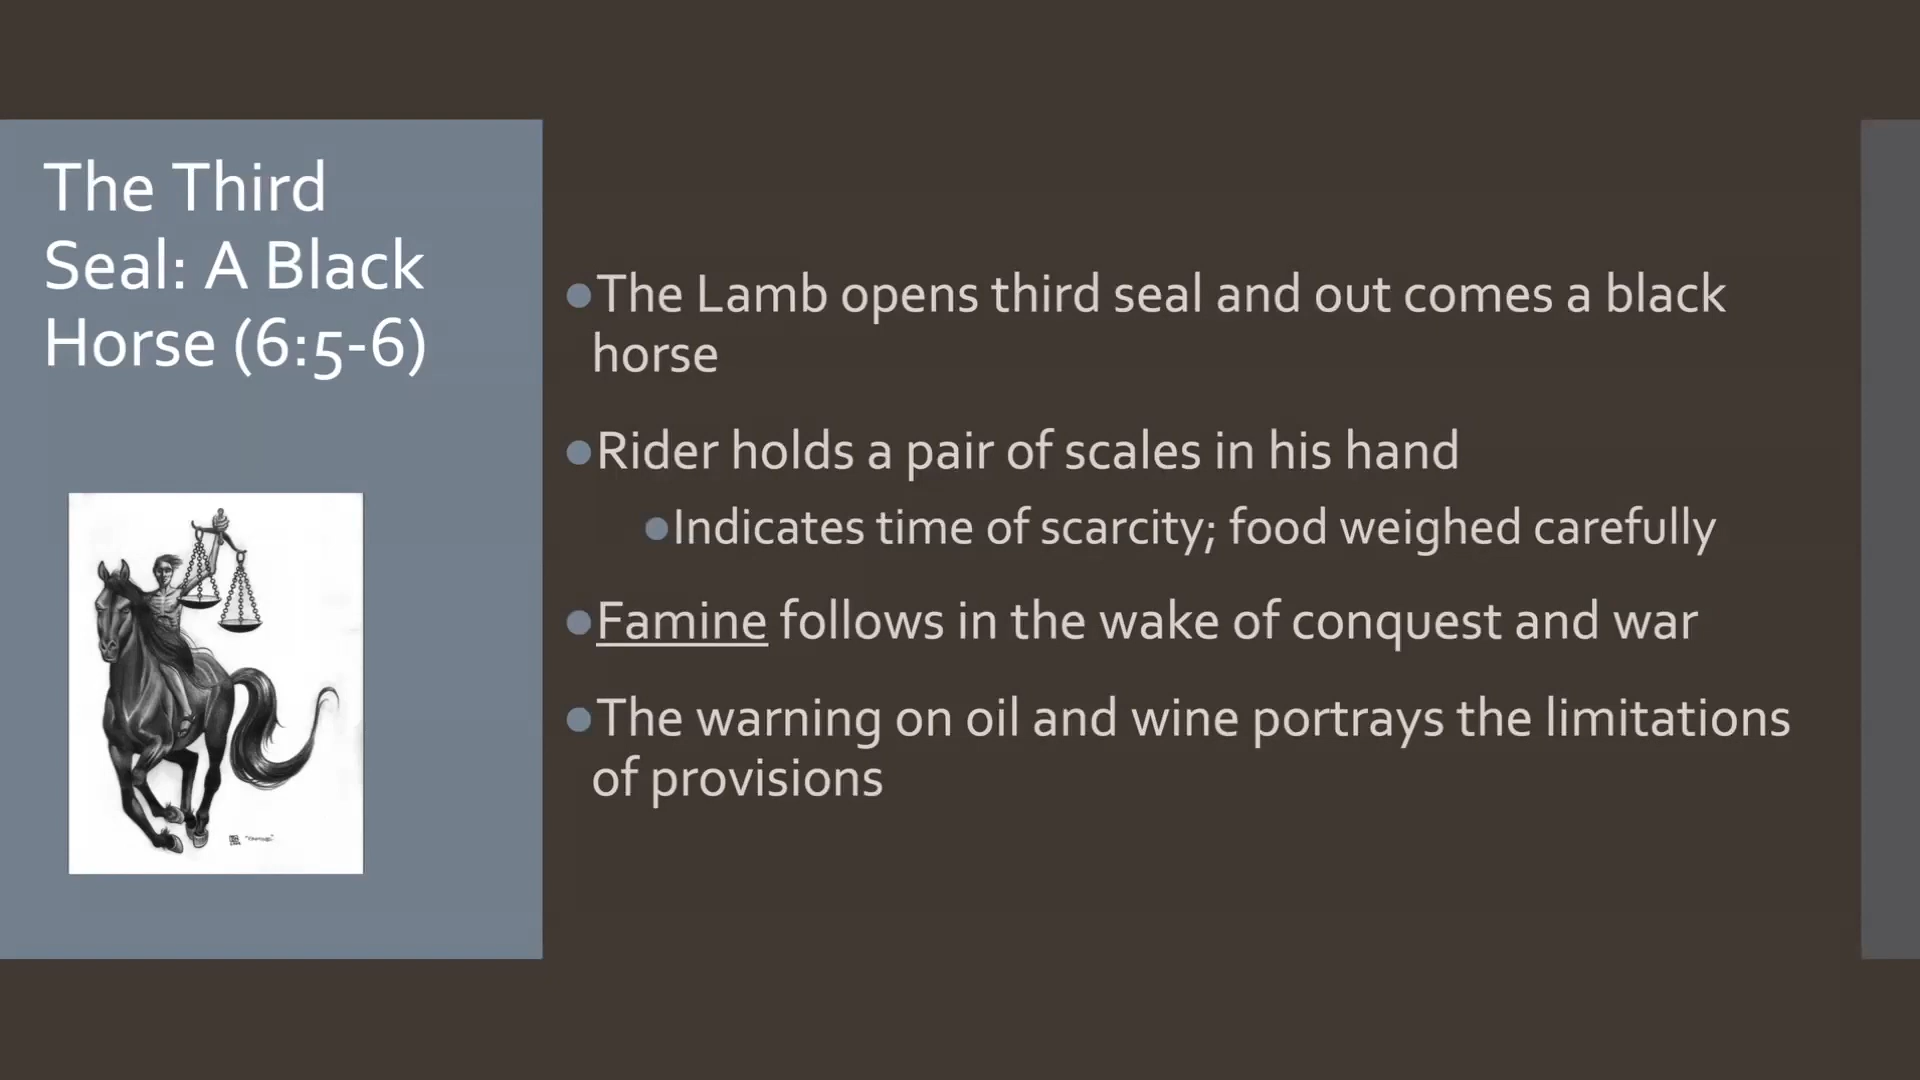 The Third
Seal: A Black
Horse (6:5-6)
The Lamb opens third seal and out comes a black
horse
Rider holds a pair of scales in his hand
Indicates time of scarcity; food weighed carefully
Famine follows in the wake of conquest and war
The warning on oil and wine portrays the limitations
of provisions